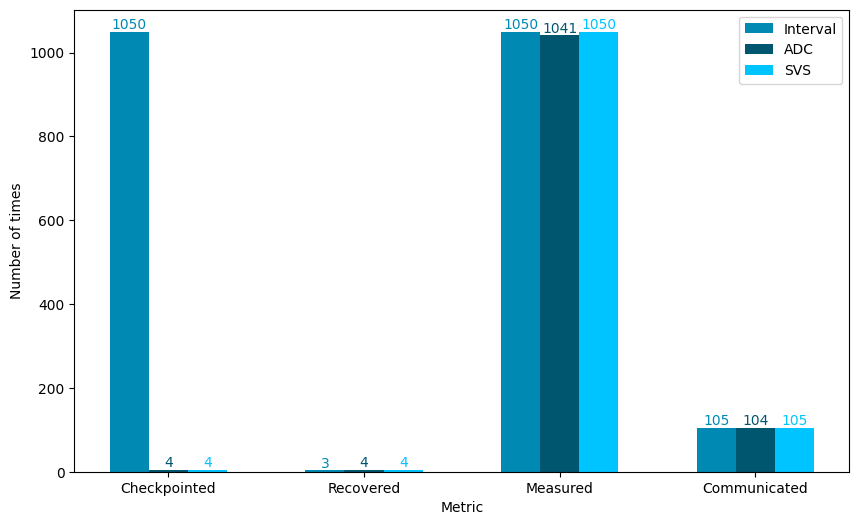 1050
1050
1041
1050
Interval
ADC
SVS
1000
800
600
400
200
0
Number of times
4
4
3
4
4
105
104
105
Checkpointed
Recovered
Measured
Communicated
Metric